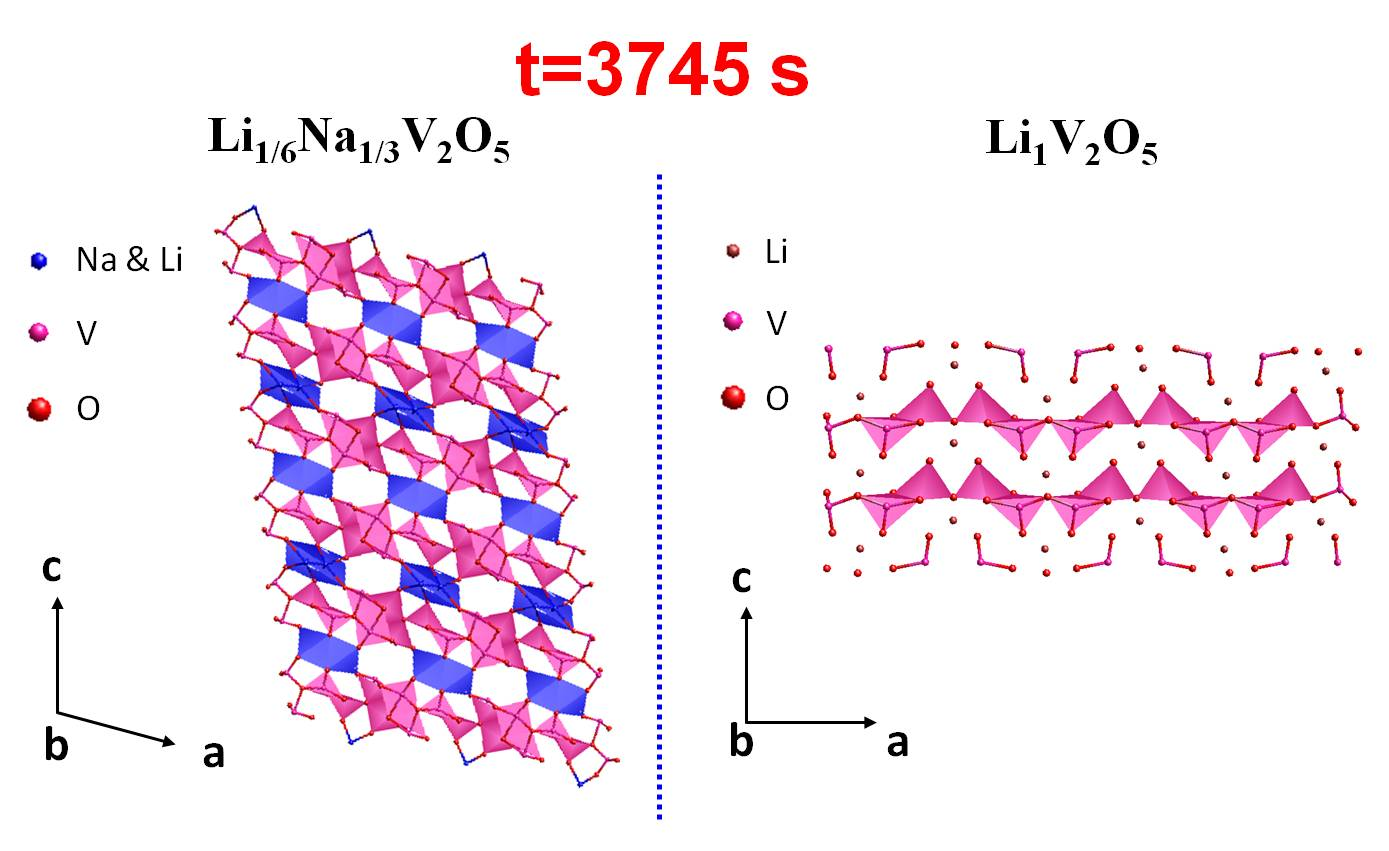 t=3745 s
Li1/6Na1/3V2O5
Na & Li
V
O
c
b
a
Li1V2O5
Li
V
O
c
b
a